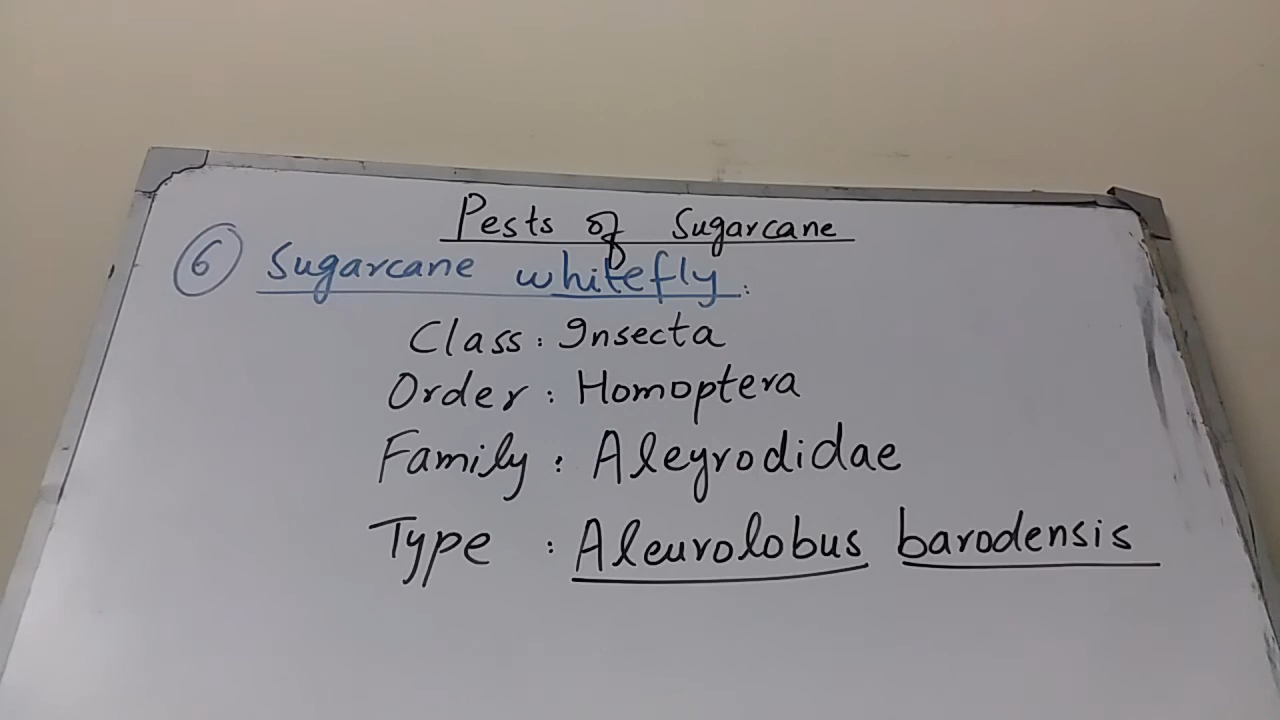 Pests of Sugarcane
6 Sugarcane whitefly:
Class: Insecta
Order: Homoptera
Family: Aleyrodidae
Type: Aleurolobus barodensis